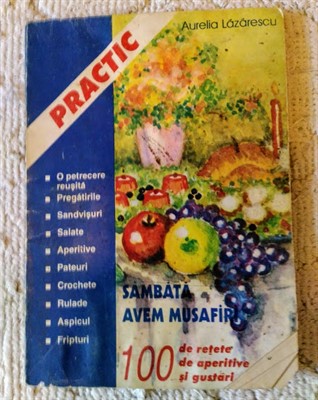 Aurelia Lăzărescu
PRACTIC
O petrecere
reușită
Pregătirile
Sandvișuri
Salate
Aperitive
Pateuri
Crochete
Rulade
Aspicul
Fripturi
SÂMBĂTĂ
AVEM MUSAFIRI
100 de rețete
de aperitive
și gustări